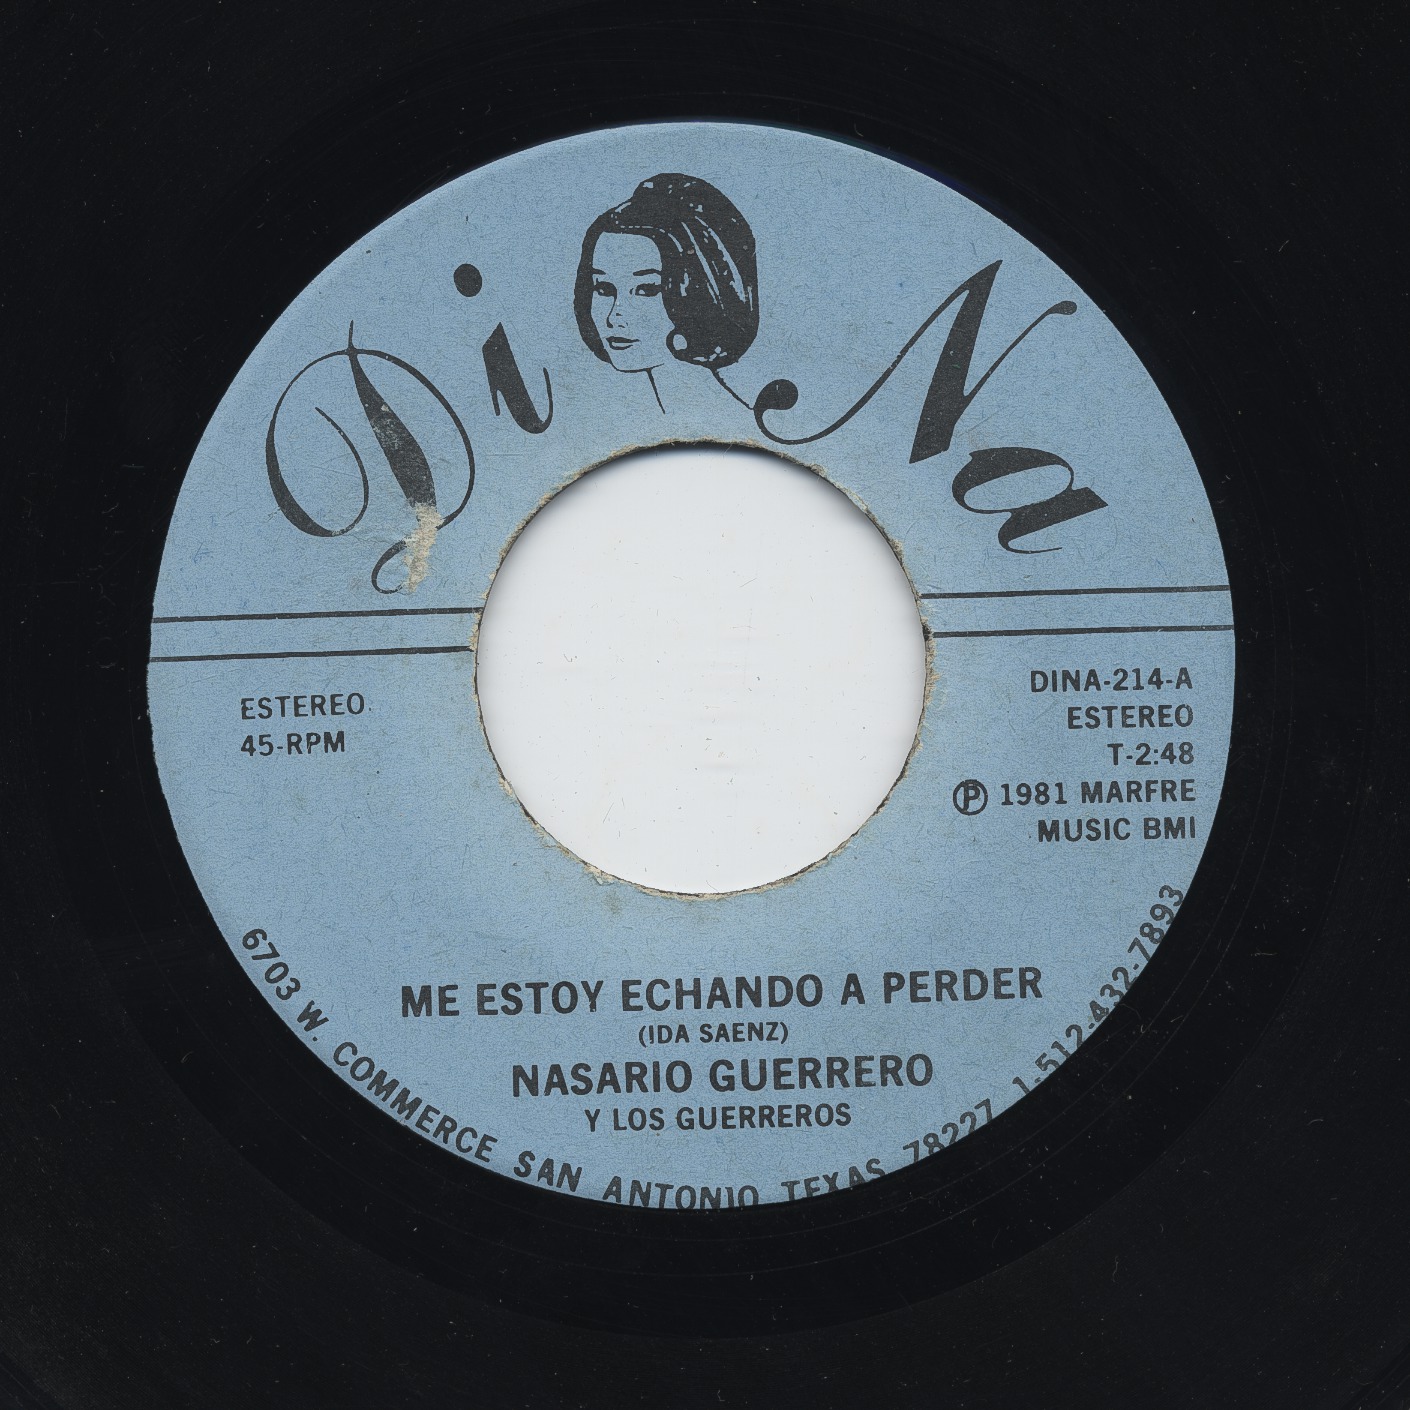 Di Na
ESTEREO
45-RPM
DINA-214-A
ESTEREO
T-2:48
Ⓟ 1981 MARFRE
MUSIC BMI
ME ESTOY ECHANDO A PERDER
(IDA SAENZ)
NASARIO GUERRERO
Y LOS GUERREROS
6703 W. COMMERCE SAN ANTONIO TEXAS 78227 1-512-432-7893